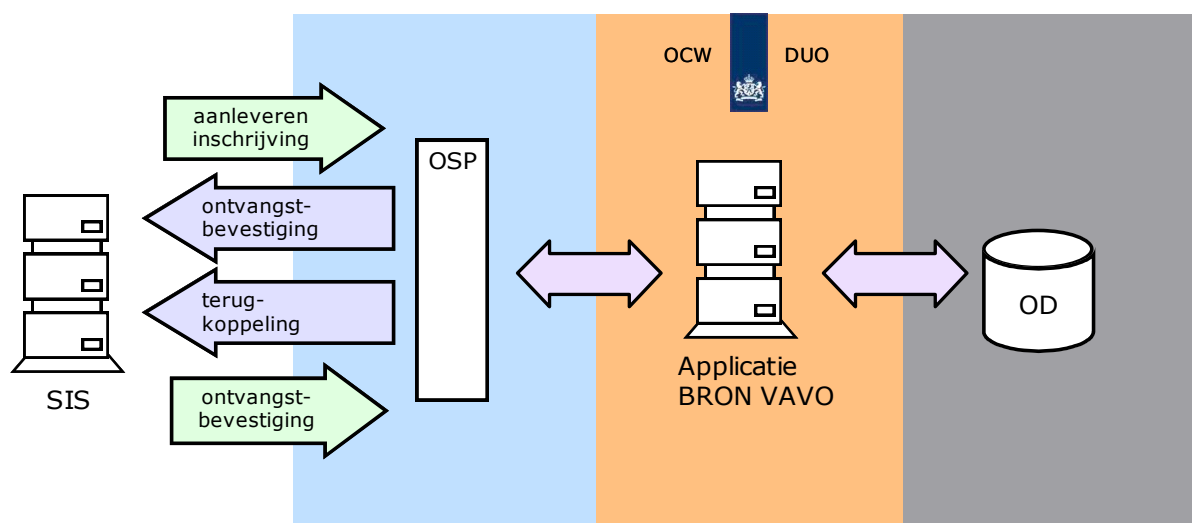 OCW DUO
aanleveren
inschrijving
OSP
ontvangst-
bevestiging
terug-
koppeling
ontvangst-
bevestiging
SIS
Applicatie
BRON VAVO
OD